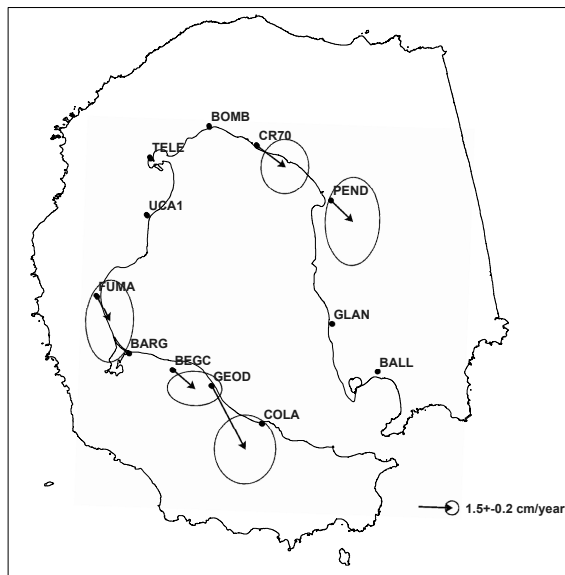 BOMB
CR70
TELE
PEND
UCA1
FUMA
GLAN
BARG
BEGC
GEOD
BALL
COLA
1.5+-0.2 cm/year